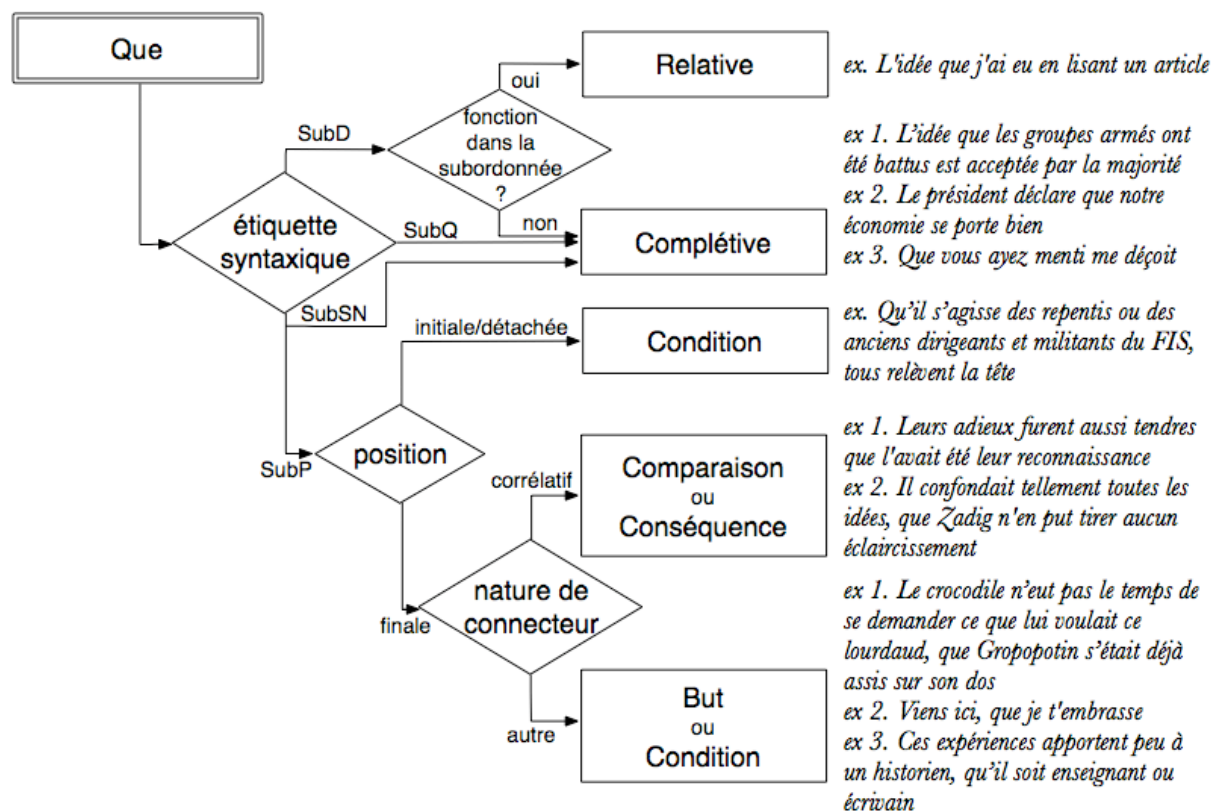 Que
Relative
ex. L'idée que j'ai eu en lisant un article
oui
SubD
fonction
dans la
subordonnée
?
ex 1. L'idée que les groupes armés ont
été battus est acceptée par la majorité
ex 2. Le président déclare que notre
économie se porte bien
ex 3. Que vous ayez menti me déçoit
non
étiquette
syntaxique
SubQ
Complétive
SubSN
initiale/détachée
Condition
ex. Qu'il s'agisse des repentis ou des
anciens dirigeants et militants du FIS,
tous relèvent la tête
SubP
position
corrélatif
Comparaison
ou
Conséquence
ex 1. Leurs adieux furent aussi tendres
que l'avait été leur reconnaissance
ex 2. Il confondait tellement toutes les
idées, que Zadig n'en put tirer aucun
éclaircissement
finale
nature de
connecteur
autre
But
ou
Condition
ex 1. Le crocodile n'eut pas le temps de
se demander ce que lui voulait ce
lourdaud, que Gropopotin s'était déjà
assis sur son dos
ex 2. Viens ici, que je t'embrasse
ex 3. Ces expériences apportent peu à
un historien, qu'il soit enseignant ou
écrivain